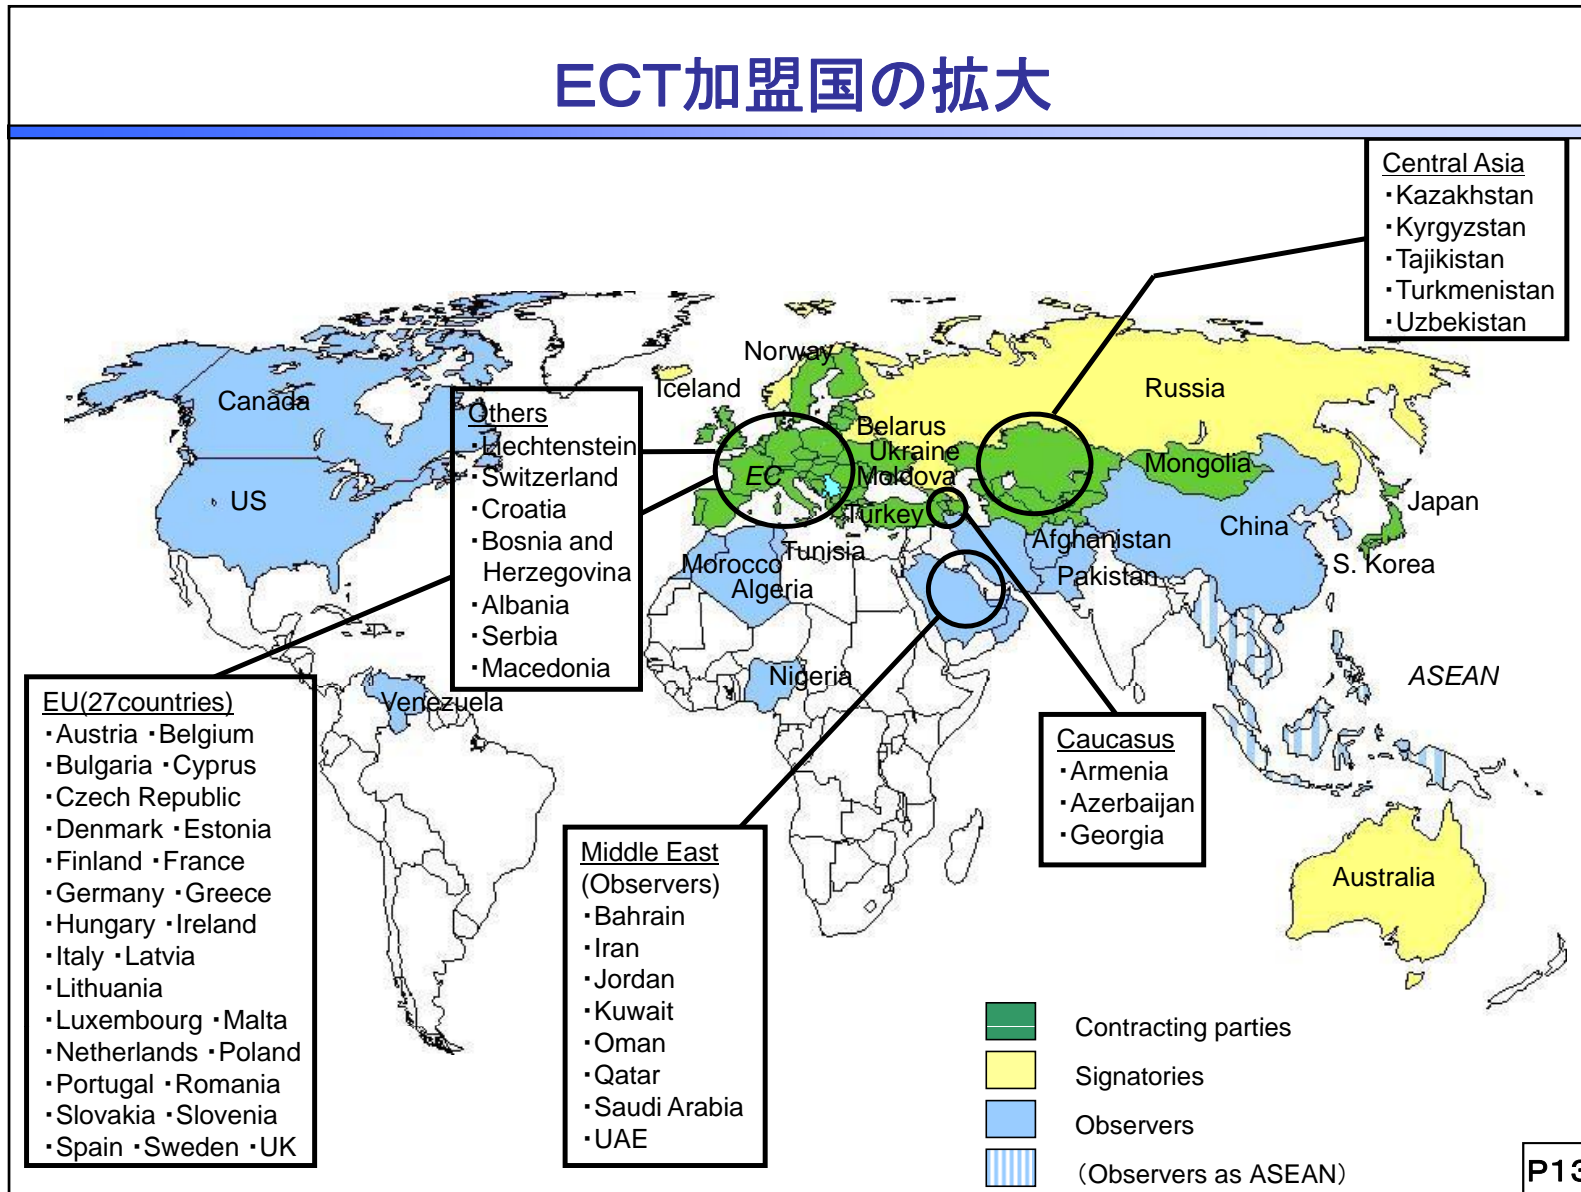 ECT加盟国の拡大
Central Asia
・Kazakhstan
・Kyrgyzstan
・Tajikistan
・Turkmenistan
・Uzbekistan
Norway
Iceland
Russia
Canada
Others
・Liechtenstein
・Switzerland
・Croatia
・Bosnia and
Herzegovina
・Albania
・Serbia
・Macedonia
Belarus
Ukraine
EC
Moldova
Mongolia
US
Turkey
Japan
China
Afghanistan
Tunisia
Morocco
S. Korea
Pakistan
Algeria
Nigeria
ASEAN
Venezuela
EU(27countries)
・Austria ・Belgium
・Bulgaria ・Cyprus
・Czech Republic
・Denmark ・Estonia
・Finland ・France
・Germany ・Greece
・Hungary ・Ireland
・Italy ・Latvia
・Lithuania
・Luxembourg ・Malta
・Netherlands ・Poland
・Portugal ・Romania
・Slovakia ・Slovenia
・Spain ・Sweden ・UK
Middle East
(Observers)
・Bahrain
・Iran
・Jordan
・Kuwait
・Oman
・Qatar
・Saudi Arabia
・UAE
Caucasus
・Armenia
・Azerbaijan
・Georgia
Australia
Contracting parties
Signatories
Observers
（Observers as ASEAN）
P13